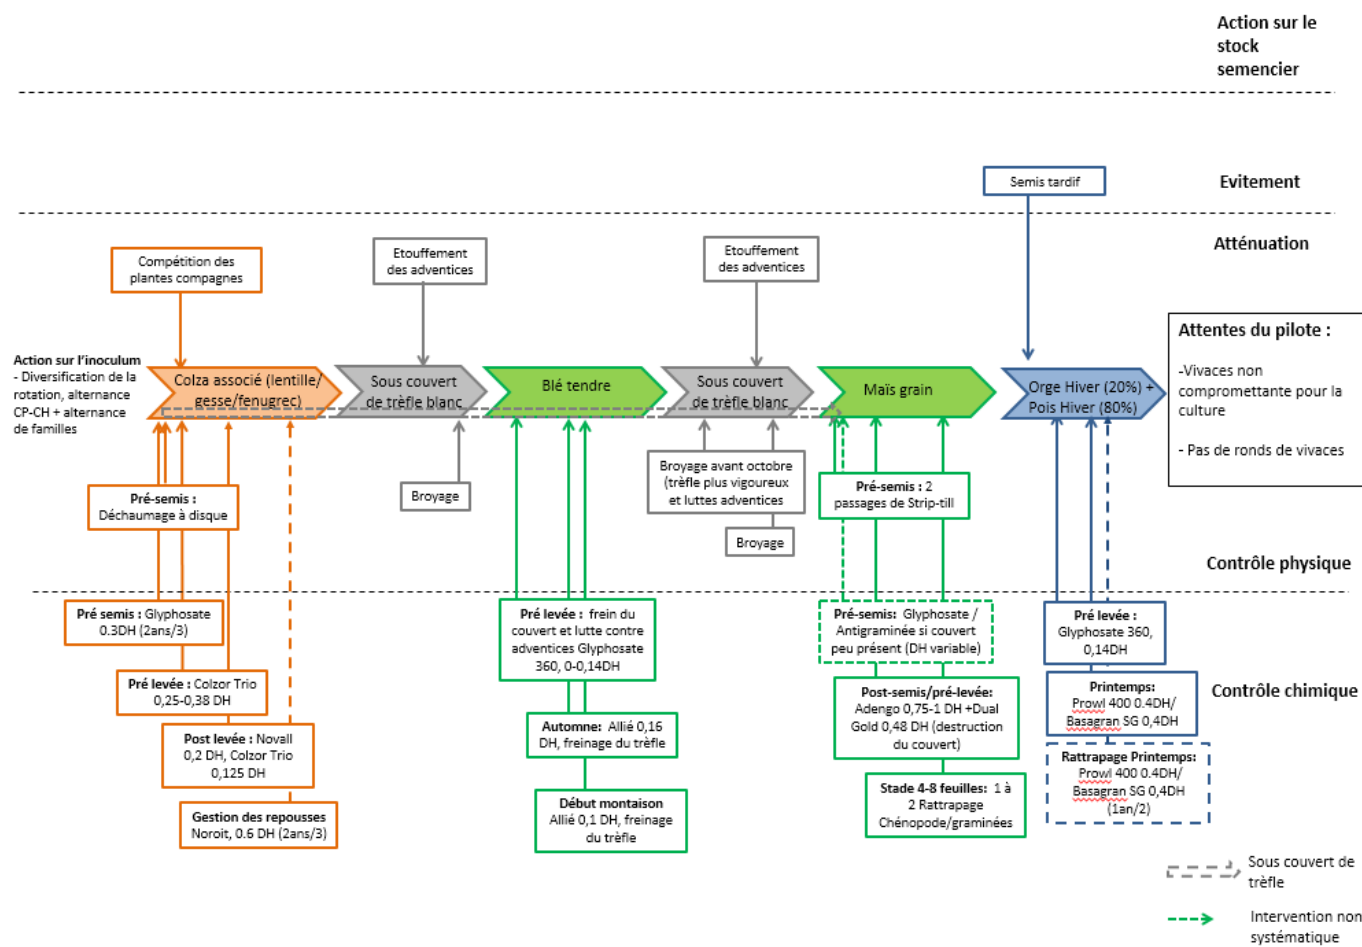 Action sur le
stock
semencier
Semis tardif
Evitement
Atténuation
Compétition des
plantes compagnes
Etouffement
des adventices
Etouffement
des adventices
Attentes du pilote :
-Vivaces non
compromettante pour la
culture
- Pas de ronds de vivaces
Action sur l'inoculum
- Diversification de la
rotation, alternance
CP-CH + alternance
de familles
Colza associé (lentille/
gesse/fenugrec)
Sous couvert
de trèfle blanc
Blé tendre
Sous couvert
de trèfle blanc
Maïs grain
Orge Hiver (20%) +
Pois Hiver (80%)
Pré-semis :
Déchaumage à disque
Broyage
Broyage avant octobre
(trèfle plus vigoureux
et luttes adventices
Broyage
Pré-semis : 2
passages de Strip-till
Contrôle physique
Pré semis : Glyphosate
0.3DH (2ans/3)
Pré levée : Colzor Trio
0,25-0,38 DH
Post levée : Novall
0,2 DH, Colzor Trio
0,125 DH
Gestion des repousses
Noroit, 0.6 DH (2ans/3)
Pré levée : frein du
couvert et lutte contre
adventices Glyphosate
360, 0-0,14DH
Automne: Allié 0,16
DH, freinage du trèfle
Début montaison
Allié 0,1 DH, freinage
du trèfle
Pré-semis: Glyphosate /
Antigraminée si couvert
peu présent (DH variable)
Post-semis/pré-levée:
Adengo 0,75-1 DH +Dual
Gold 0,48 DH (destruction
du couvert)
Stade 4-8 feuilles: 1 à
2 Rattrapage
Chénopode/graminées
Pré levée :
Glyphosate 360,
0,14DH
Printemps:
Prowl 400 0.4DH/
Basagran SG 0,4DH
Rattrapage Printemps:
Prowl 400 0.4DH/
Basagran SG 0,4DH
(1an/2)
Contrôle chimique
Sous couvert de
trèfle
Intervention non
systématique